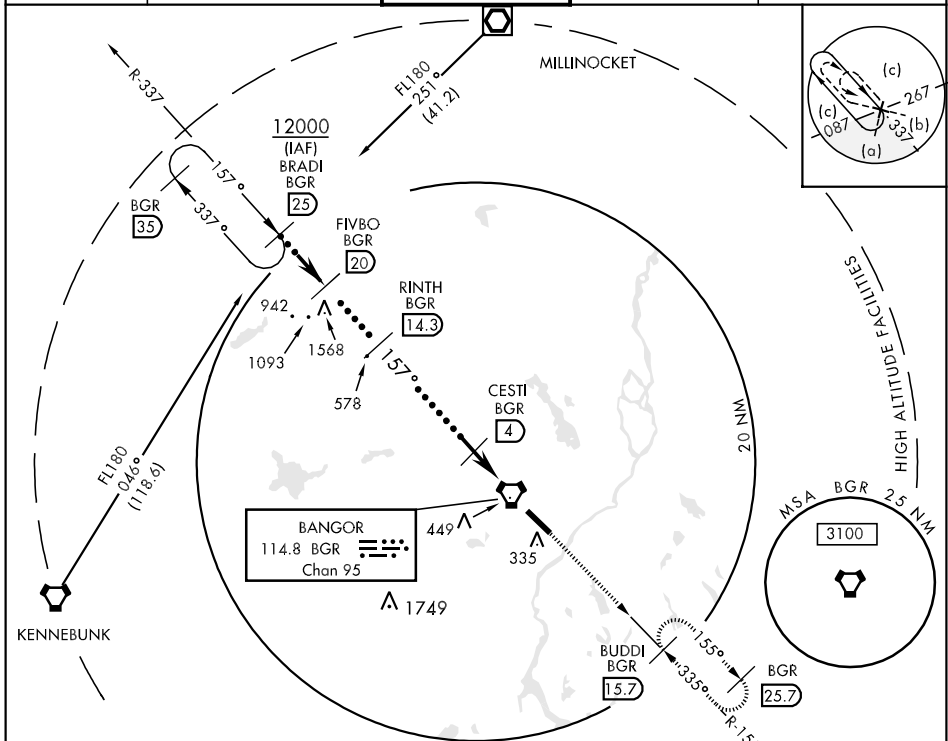 MILLINOCKET
FL180
251°
(41.2)
R-337
12000
(IAF)
BRADI
BGR
25
157°
337°
BGR
35
FIVBO
BGR
20
942
1093
1568
RINTH
BGR
14.3
578
157°
CESTI
BGR
4
20 NM
HIGH ALTITUDE FACILITIES
FL180
046°
(118.6)
KENNEBUNK
BANGOR
114.8 BGR
Chan 95
449
335
1749
BUDDI
BGR
15.7
155°
335°
BGR
25.7
R-15
MSA BGR 25 NM
3100
(c)
(c)
267
087
337
(b)
(a)